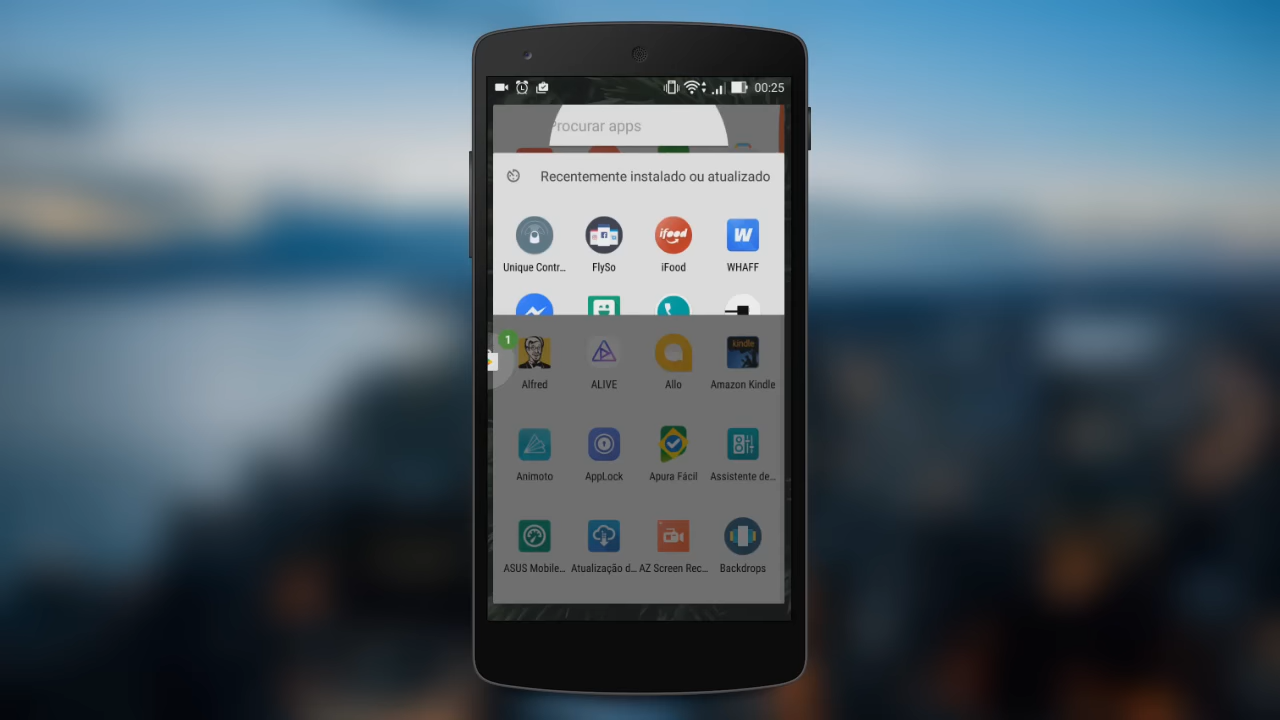 00:25
Procurar apps
Recentemente instalado ou atualizado
ifood
W
Unique Contr... FlySo iFood WHAFF
1
kindle
Alfred ALIVE Allo Amazon Kindle
Animoto AppLock Apura Fácil Assistente de...
ASUS Mobile... Atualização d... AZ Screen Rec... Backdrops